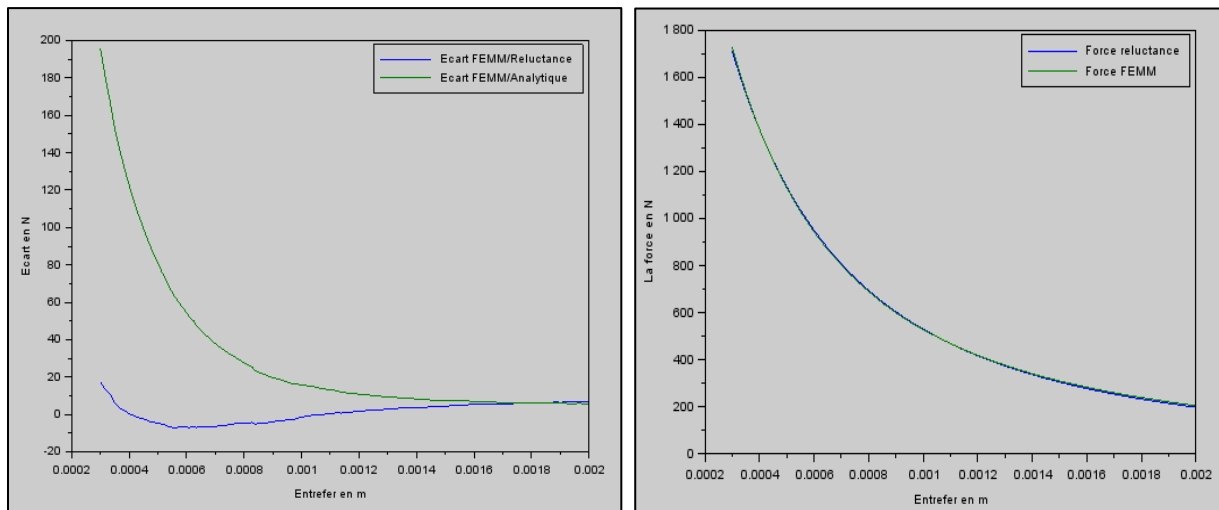 200
180
160
140
120
100
80
60
40
20
0
-20
Ecart en N
Ecart FEMM/Reluctance
Ecart FEMM/Analytique
0.0002 0.0004 0.0006 0.0008 0.001 0.0012 0.0014 0.0016 0.0018 0.002
Entrefer en m
1 800
1 600
1 400
1 200
1 000
800
600
400
200
0
La force en N
Force reluctance
Force FEMM
0.0002 0.0004 0.0006 0.0008 0.001 0.0012 0.0014 0.0016 0.0018 0.002
Entrefer en m